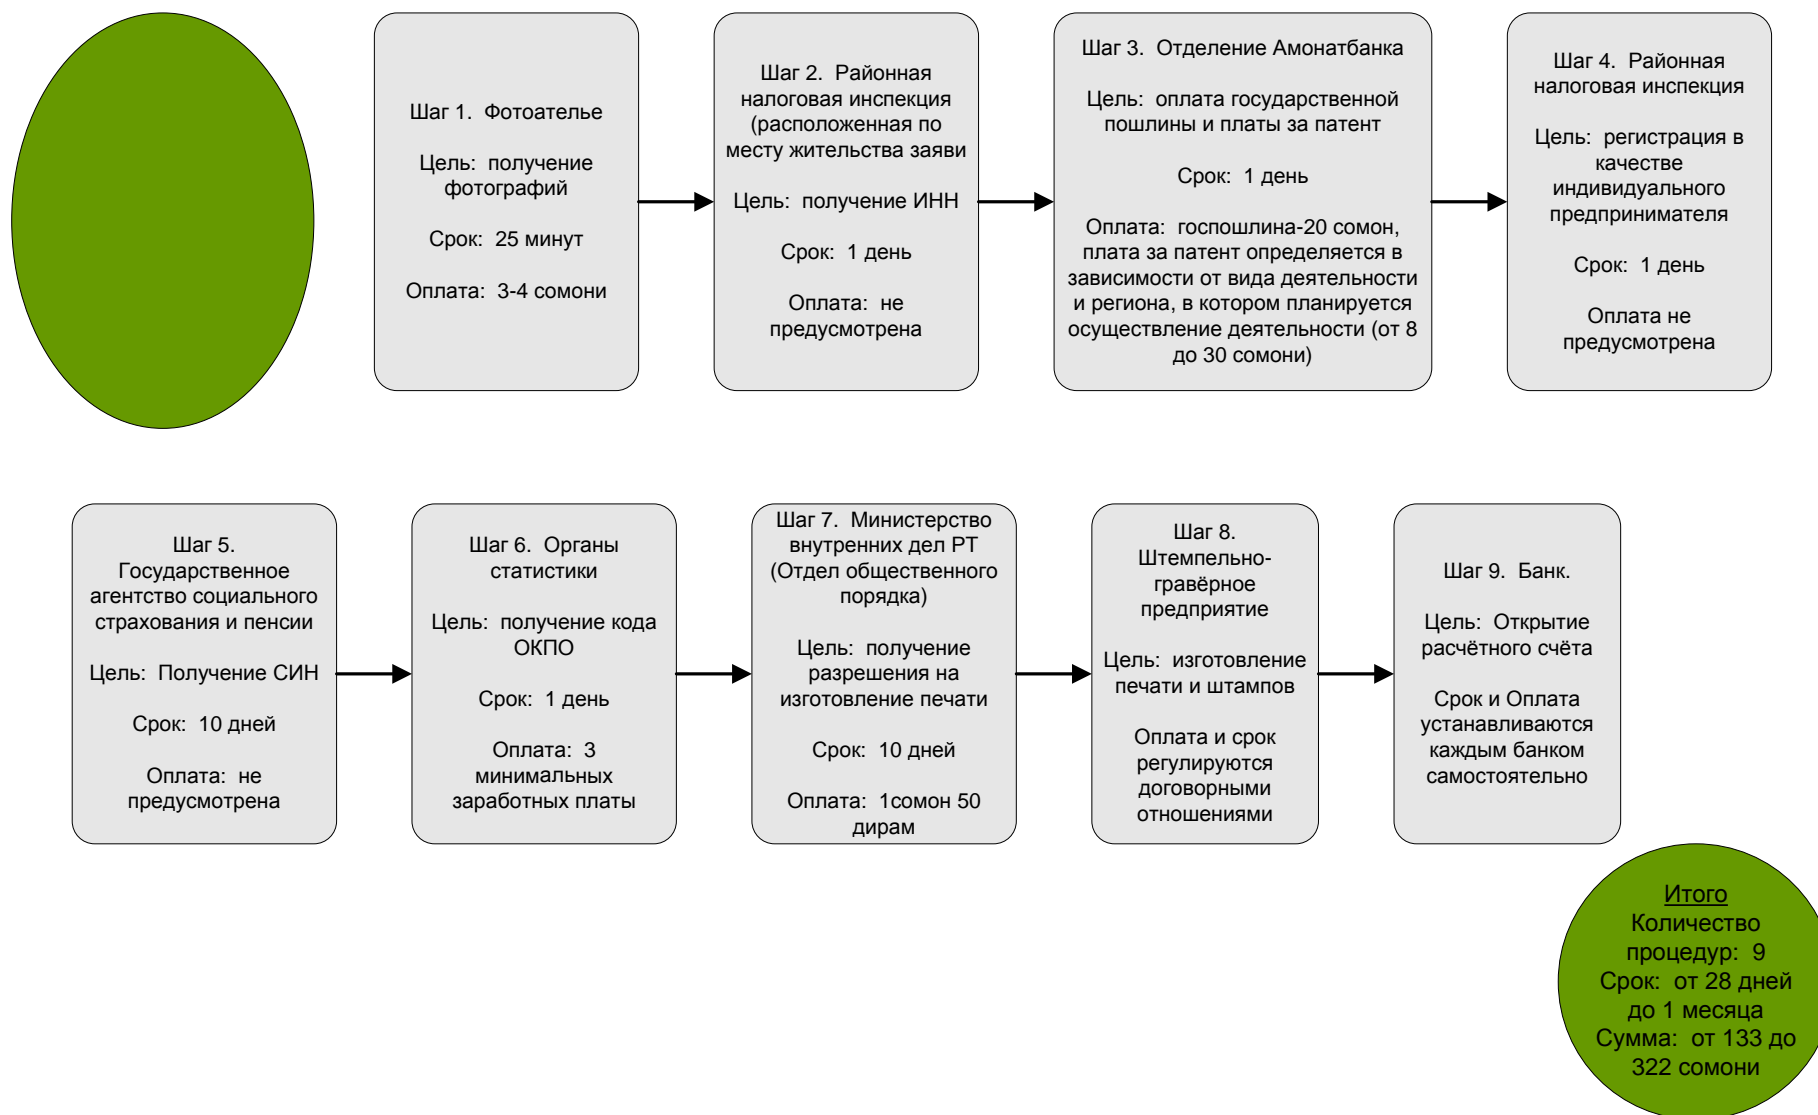 Шаг 1. Фотоателье
Цель: получение
фотографий
Срок: 25 минут
Оплата: 3-4 сомони
Шаг 2. Районная
налоговая инспекция
(расположенная по
месту жительства заяви
Цель: получение ИНН
Срок: 1 день
Оплата: не
предусмотрена
Шаг 3. Отделение Амонатбанка
Цель: оплата государственной
пошлины и платы за патент
Срок: 1 день
Оплата: госпошлина-20 сомон,
плата за патент определяется в
зависимости от вида деятельности
и региона, в котором планируется
осуществление деятельности (от 8
до 30 сомони)
Шаг 4. Районная
налоговая инспекция
Цель: регистрация в
качестве
индивидуального
предпринимателя
Срок: 1 день
Оплата не
предусмотрена
Шаг 5.
Государственное
агентство социального
страхования и пенсии
Цель: Получение СИН
Срок: 10 дней
Оплата: не
предусмотрена
Шаг 6. Органы
статистики
Цель: получение кода
ОКПО
Срок: 1 день
Оплата: 3
минимальных
заработных платы
Шаг 7. Министерство
внутренних дел РТ
(Отдел общественного
порядка)
Цель: получение
разрешения на
изготовление печати
Срок: 10 дней
Оплата: 1сомон 50
дирам
Шаг 8.
Штемпельно-
гравёрное
предприятие
Цель: изготовление
печати и штампов
Оплата и срок
регулируются
договорными
отношениями
Шаг 9. Банк.
Цель: Открытие
расчётного счёта
Срок и Оплата
устанавливаются
каждым банком
самостоятельно
Итого
Количество
процедур: 9
Срок: от 28 дней
до 1 месяца
Сумма: от 133 до
322 сомони